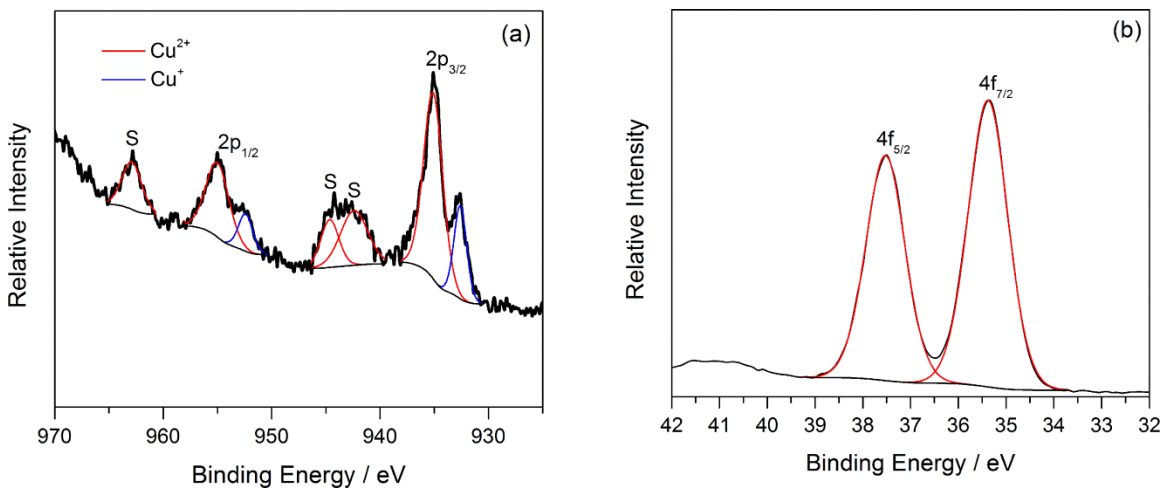 (a)
Cu²⁺
Cu⁺
2p₃/₂
S
2p₁/₂
S
S
Relative Intensity
970 960 950 940 930
Binding Energy / eV
(b)
4f₇/₂
4f₅/₂
Relative Intensity
42 41 40 39 38 37 36 35 34 33 32
Binding Energy / eV